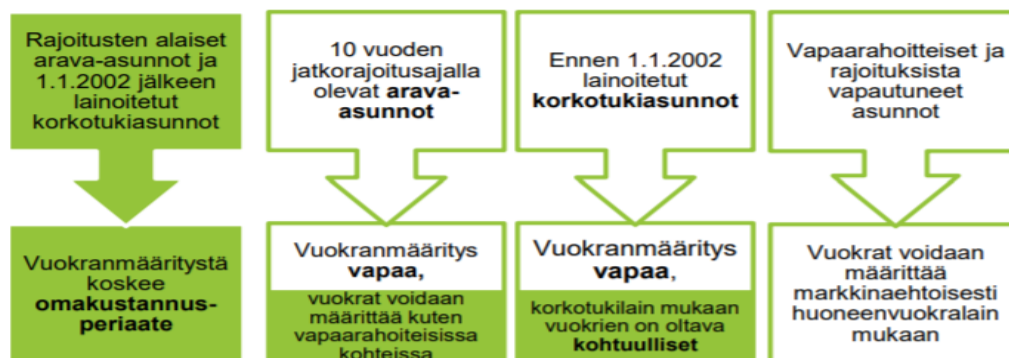 Rajoitusten alaiset
arava-asunnot ja
1.1.2002 jälkeen
lainoitetut
korkotukiasunnot
10 vuoden
jatkorajoitusajalla
olevat arava-
asunnot
Ennen 1.1.2002
lainoitetut
korkotukiasunnot
Vapaarahoitteiset ja
rajoituksista
vapautuneet
asunnot
Vuokranmääritystä
koskee
omakustannus-
periaate
Vuokranmääritys
vapaa,
vuokrat voidaan
määrittää kuten
vapaarahoiteisissa
kohteissa
Vuokranmääritys
vapaa,
korkotukilain mukaan
vuokrien on oltava
kohtuulliset
Vuokrat voidaan
määrittää
markkinaehtoisesti
huoneenvuokralain
mukaan